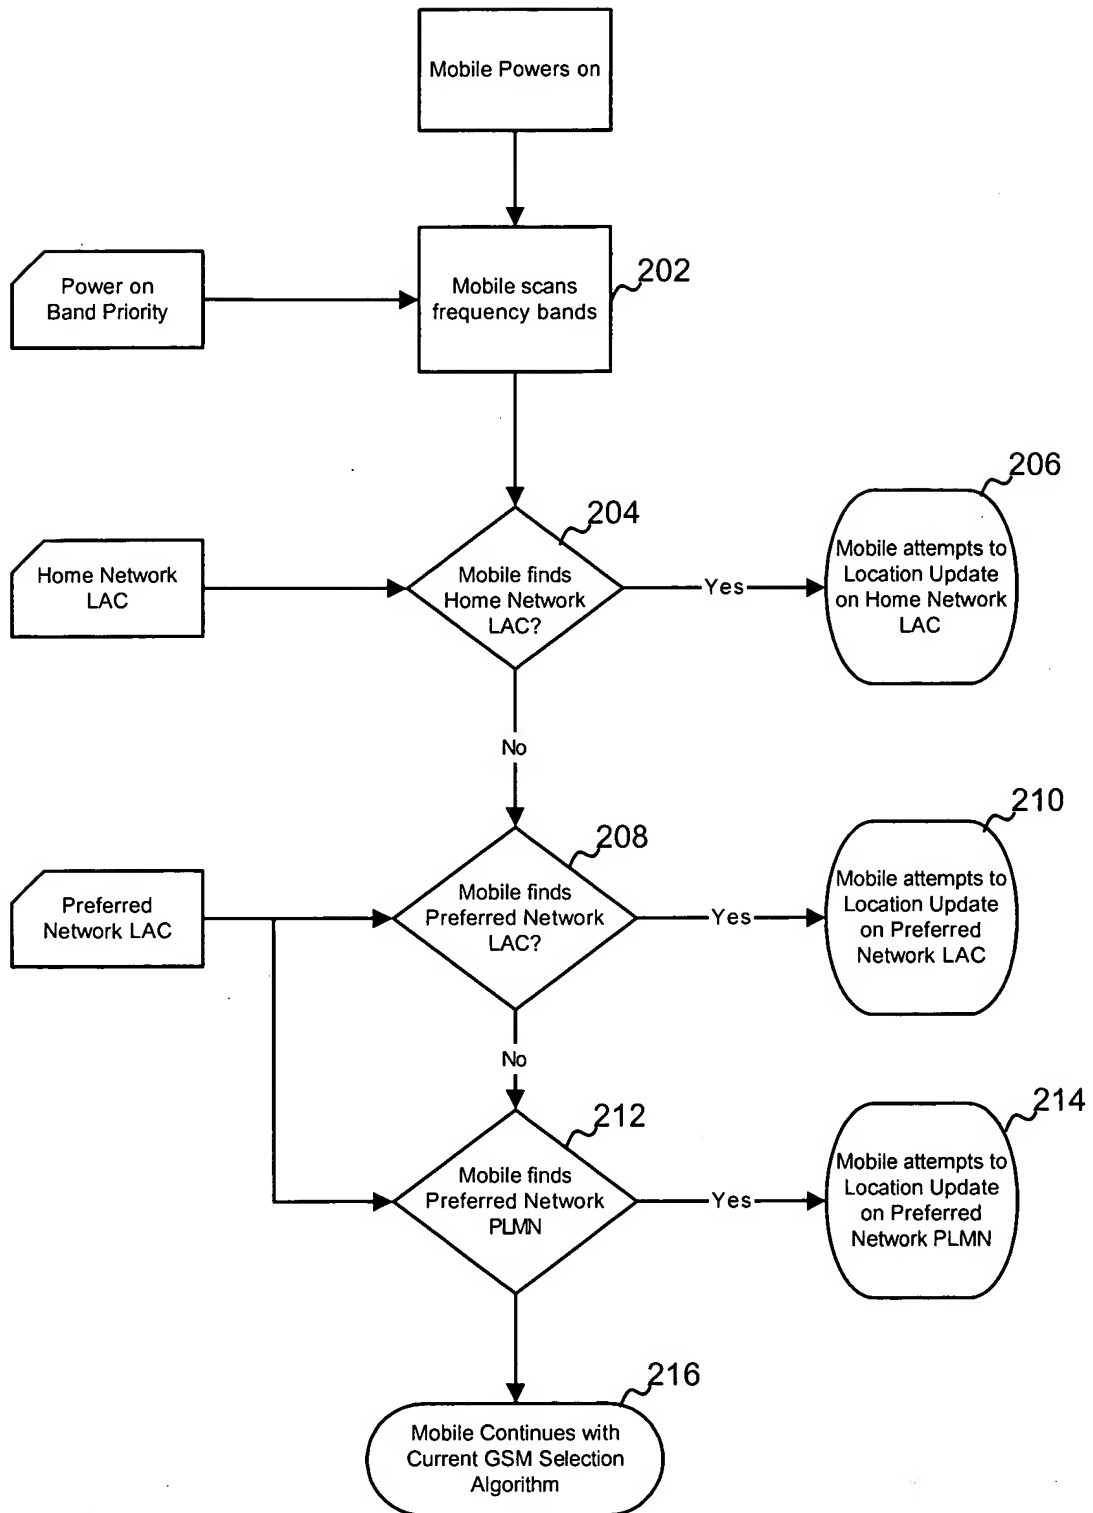 Mobile Powers on
202
Power on
Band Priority
Mobile scans
frequency bands
206
204
Home Network
LAC
Mobile finds
Home Network
LAC?
Yes
Mobile attempts to
Location Update
on Home Network
LAC
No
210
208
Preferred
Network LAC
Mobile finds
Preferred Network
LAC?
Yes
Mobile attempts to
Location Update
on Preferred
Network LAC
No
214
212
Mobile finds
Preferred Network
PLMN
Yes
Mobile attempts to
Location Update
on Preferred
Network PLMN
216
Mobile Continues with
Current GSM Selection
Algorithm